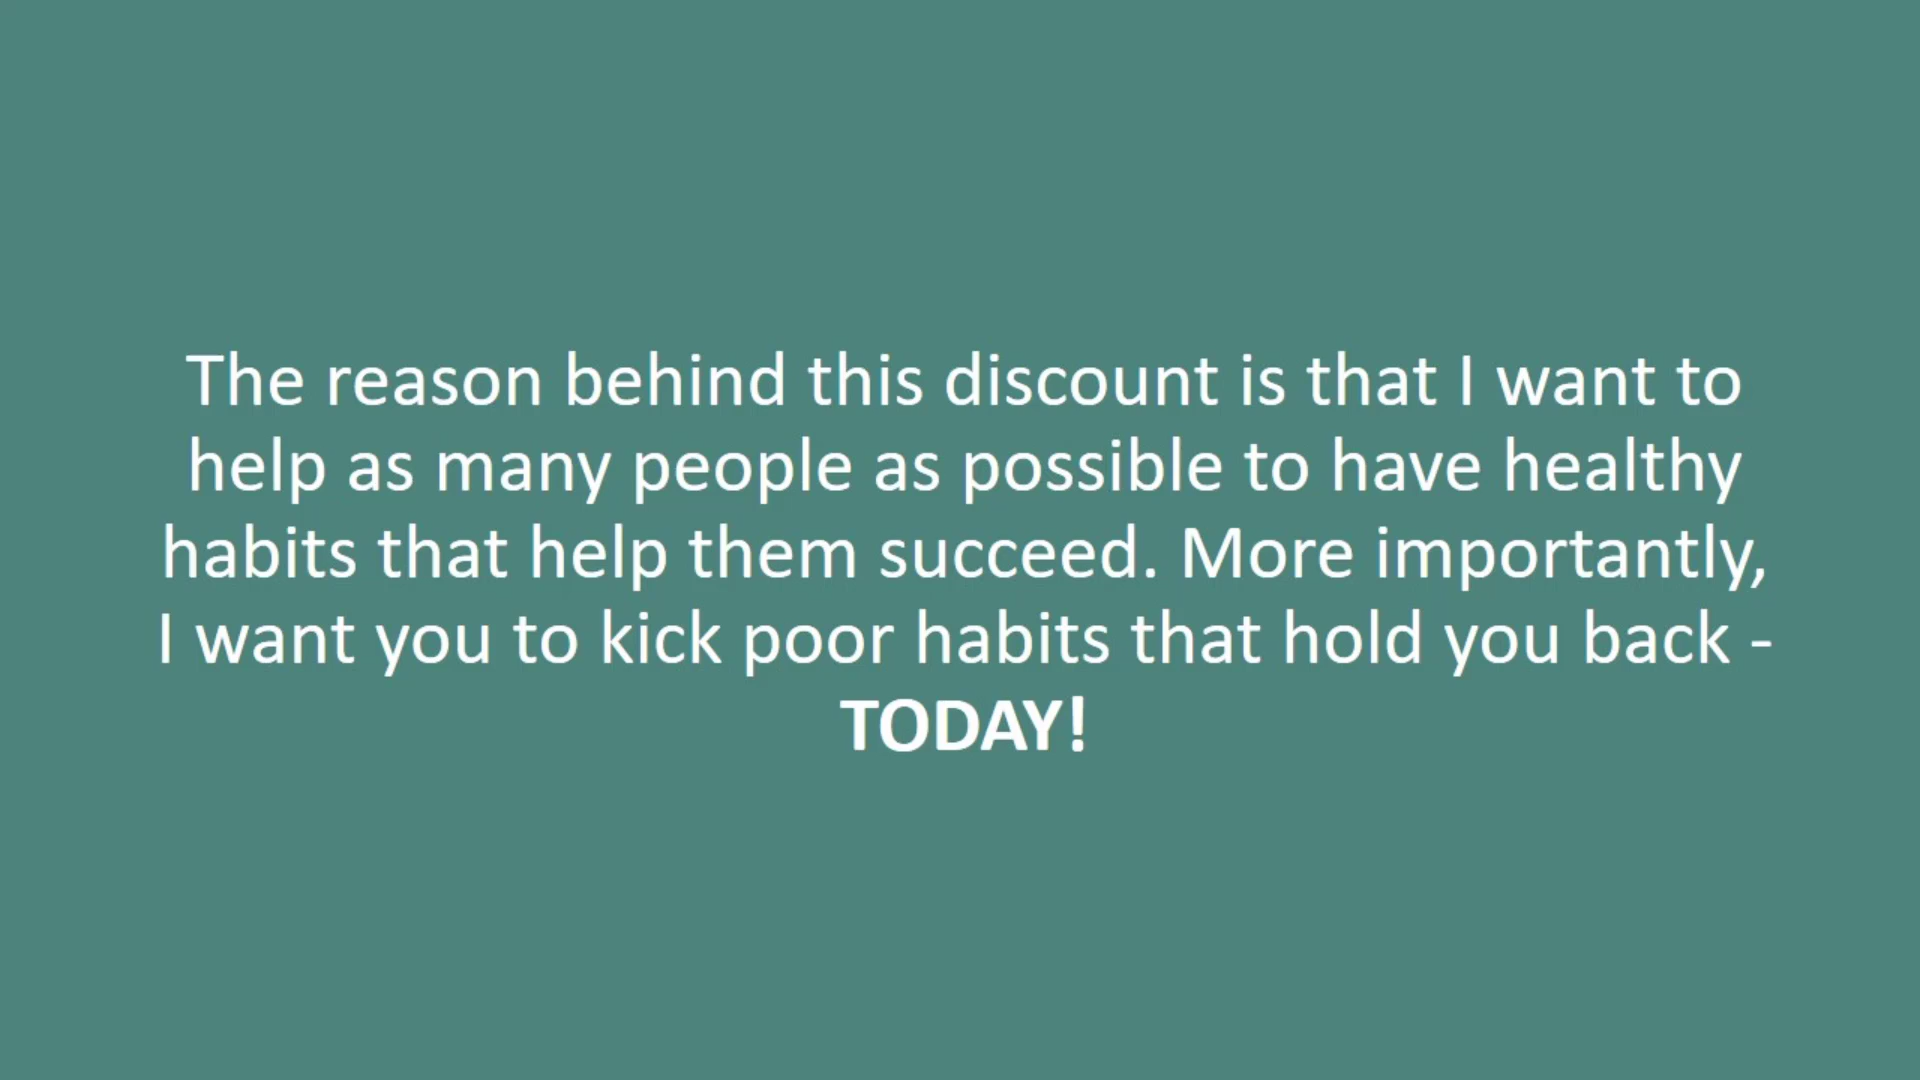 The reason behind this discount is that I want to
help as many people as possible to have healthy
habits that help them succeed. More importantly,
I want you to kick poor habits that hold you back -
TODAY!